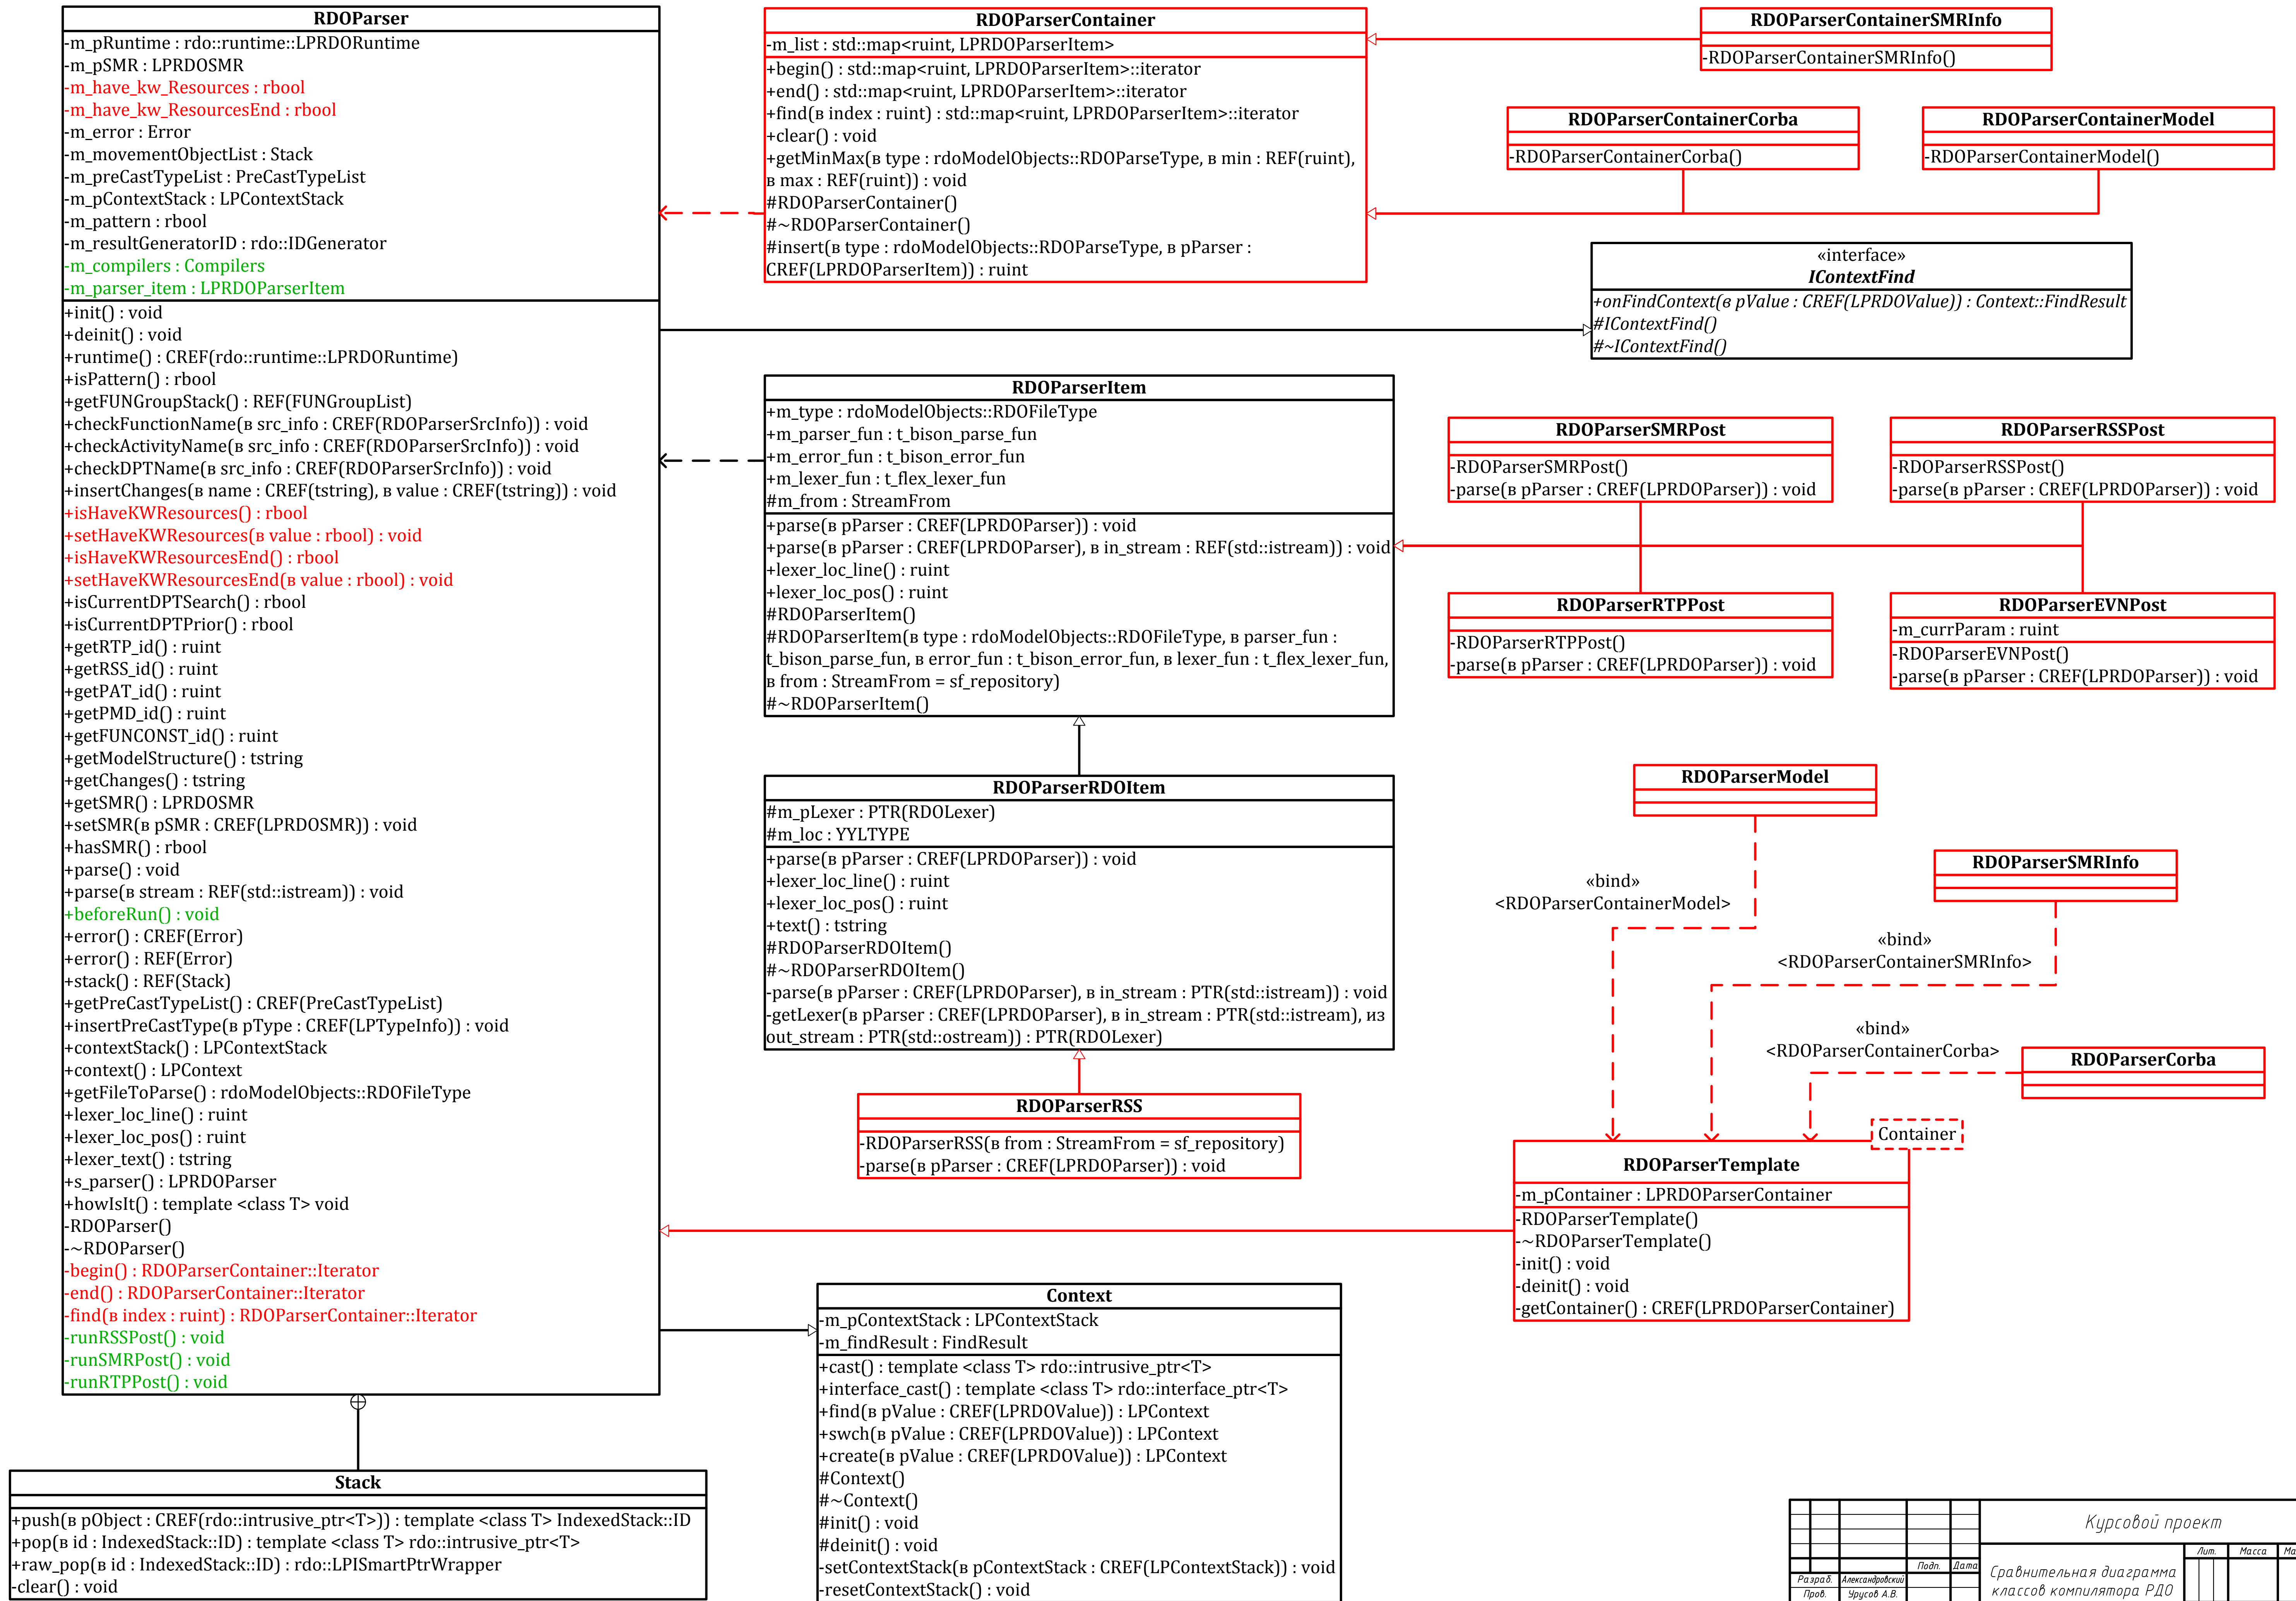 RDOParser
-m_pRuntime : rdo::runtime::LPRDORuntime
-m_pSMR : LPRDOSMR
-m_have_kw_Resources : rbool
-m_have_kw_ResourcesEnd : rbool
-m_error : Error
-m_movementObjectList : Stack
-m_preCastTypeList : PreCastTypeList
-m_pContextStack : LPContextStack
-m_pattern : rbool
-m_resultGeneratorID : rdo::IDGenerator
-m_compilers : Compilers
-m_parser_item : LPRDOParserItem
+init() : void
+deinit() : void
+runtime() : CREF(rdo::runtime::LPRDORuntime)
+isPattern() : rbool
+getFUNGroupStack() : REF(FUNGroupList)
+checkFunctionName(в src_info : CREF(RDOParserSrcInfo)) : void
+checkActivityName(в src_info : CREF(RDOParserSrcInfo)) : void
+checkDPTName(в src_info : CREF(RDOParserSrcInfo)) : void
+insertChanges(в name : CREF(tstring), в value : CREF(tstring)) : void
+isHaveKWResources() : rbool
+setHaveKWResources(в value : rbool) : void
+isHaveKWResourcesEnd() : rbool
+setHaveKWResourcesEnd(в value : rbool) : void
+isCurrentDPTSearch() : rbool
+isCurrentDPTPrior() : rbool
+getRTP_id() : ruint
+getRSS_id() : ruint
+getPAT_id() : ruint
+getPMD_id() : ruint
+getFUNCONST_id() : ruint
+getModelStructure() : tstring
+getChanges() : tstring
+getSMR() : LPRDOSMR
+setSMR(в pSMR : CREF(LPRDOSMR)) : void
+hasSMR() : rbool
+parse() : void
+parse(в stream : REF(std::istream)) : void
+beforeRun() : void
+error() : CREF(Error)
+error() : REF(Error)
+stack() : REF(Stack)
+getPreCastTypeList() : CREF(PreCastTypeList)
+insertPreCastType(в pType : CREF(LPTypeInfo)) : void
+contextStack() : LPContextStack
+context() : LPContext
+getFileToParse() : rdoModelObjects::RDOFileType
+lexer_loc_line() : ruint
+lexer_loc_pos() : ruint
+lexer_text() : tstring
+s_parser() : LPRDOParser
+howIsIt() : template <class T> void
-RDOParser()
-~RDOParser()
-begin() : RDOParserContainer::Iterator
-end() : RDOParserContainer::Iterator
-find(в index : ruint) : RDOParserContainer::Iterator
-runRSSPost() : void
-runSMRPost() : void
-runRTPPost() : void
Stack
+push(в pObject : CREF(rdo::intrusive_ptr<T>)) : template <class T> IndexedStack::ID
+pop(в id : IndexedStack::ID) : template <class T> rdo::intrusive_ptr<T>
+raw_pop(в id : IndexedStack::ID) : rdo::LPISmartPtrWrapper
-clear() : void
RDOParserContainer
-m_list : std::map<ruint, LPRDOParserItem>
+begin() : std::map<ruint, LPRDOParserItem>::iterator
+end() : std::map<ruint, LPRDOParserItem>::iterator
+find(в index : ruint) : std::map<ruint, LPRDOParserItem>::iterator
+clear() : void
+getMinMax(в type : rdoModelObjects::RDOParseType, в min : REF(ruint),
в max : REF(ruint)) : void
#RDOParserContainer()
#~RDOParserContainer()
#insert(в type : rdoModelObjects::RDOParseType, в pParser :
CREF(LPRDOParserItem)) : ruint
RDOParserContainerSMRInfo
-RDOParserContainerSMRInfo()
RDOParserContainerCorba
-RDOParserContainerCorba()
RDOParserContainerModel
-RDOParserContainerModel()
«interface»
IContextFind
+onFindContext(в pValue : CREF(LPRDOValue)) : Context::FindResult
#IContextFind()
#~IContextFind()
RDOParserItem
+m_type : rdoModelObjects::RDOFileType
+m_parser_fun : t_bison_parse_fun
+m_error_fun : t_bison_error_fun
+m_lexer_fun : t_flex_lexer_fun
#m_from : StreamFrom
+parse(в pParser : CREF(LPRDOParser)) : void
+parse(в pParser : CREF(LPRDOParser), в in_stream : REF(std::istream)) : void
+lexer_loc_line() : ruint
+lexer_loc_pos() : ruint
#RDOParserItem()
#RDOParserItem(в type : rdoModelObjects::RDOFileType, в parser_fun :
t_bison_parse_fun, в error_fun : t_bison_error_fun, в lexer_fun : t_flex_lexer_fun,
в from : StreamFrom = sf_repository)
#~RDOParserItem()
RDOParserSMRPost
-RDOParserSMRPost()
-parse(в pParser : CREF(LPRDOParser)) : void
RDOParserRSSPost
-RDOParserRSSPost()
-parse(в pParser : CREF(LPRDOParser)) : void
RDOParserRTPPost
-RDOParserRTPPost()
-parse(в pParser : CREF(LPRDOParser)) : void
RDOParserEVNPost
-m_currParam : ruint
-RDOParserEVNPost()
-parse(в pParser : CREF(LPRDOParser)) : void
RDOParserRDOItem
#m_pLexer : PTR(RDOLexer)
#m_loc : YYLTYPE
+parse(в pParser : CREF(LPRDOParser)) : void
+lexer_loc_line() : ruint
+lexer_loc_pos() : ruint
+text() : tstring
#RDOParserRDOItem()
#~RDOParserRDOItem()
-parse(в pParser : CREF(LPRDOParser), в in_stream : PTR(std::istream)) : void
-getLexer(в pParser : CREF(LPRDOParser), в in_stream : PTR(std::istream), из
out_stream : PTR(std::ostream)) : PTR(RDOLexer)
RDOParserRSS
-RDOParserRSS(в from : StreamFrom = sf_repository)
-parse(в pParser : CREF(LPRDOParser)) : void
RDOParserModel
«bind»
<RDOParserContainerModel>
RDOParserSMRInfo
«bind»
<RDOParserContainerSMRInfo>
«bind»
<RDOParserContainerCorba>
RDOParserCorba
Container
RDOParserTemplate
-m_pContainer : LPRDOParserContainer
-RDOParserTemplate()
-~RDOParserTemplate()
-init() : void
-deinit() : void
-getContainer() : CREF(LPRDOParserContainer)
Context
-m_pContextStack : LPContextStack
-m_findResult : FindResult
+cast() : template <class T> rdo::intrusive_ptr<T>
+interface_cast() : template <class T> rdo::interface_ptr<T>
+find(в pValue : CREF(LPRDOValue)) : LPContext
+swch(в pValue : CREF(LPRDOValue)) : LPContext
+create(в pValue : CREF(LPRDOValue)) : LPContext
#Context()
#~Context()
#init() : void
#deinit() : void
-setContextStack(в pContextStack : CREF(LPContextStack)) : void
-resetContextStack() : void
Курсовой проект
Подп. Дата
Разраб. Александровский
Пров. Урусов А.В.
Сравнительная диаграмма
классов компилятора РДО
Лит. Масса